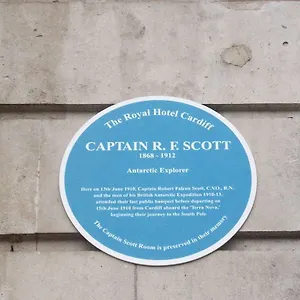 The Royal Hotel Cardiff
CAPTAIN R. F. SCOTT
1868 - 1912
Antarctic Explorer
Here on 13th June 1910, Captain Robert Falcon Scott, C.V.O., R.N.
and the men of his British Antarctic Expedition 1910-13,
attended their last public banquet before departing on
15th June 1910 from Cardiff aboard the 'Terra Nova,'
beginning their journey to the South Pole
The Captain Scott Room is preserved in their memory